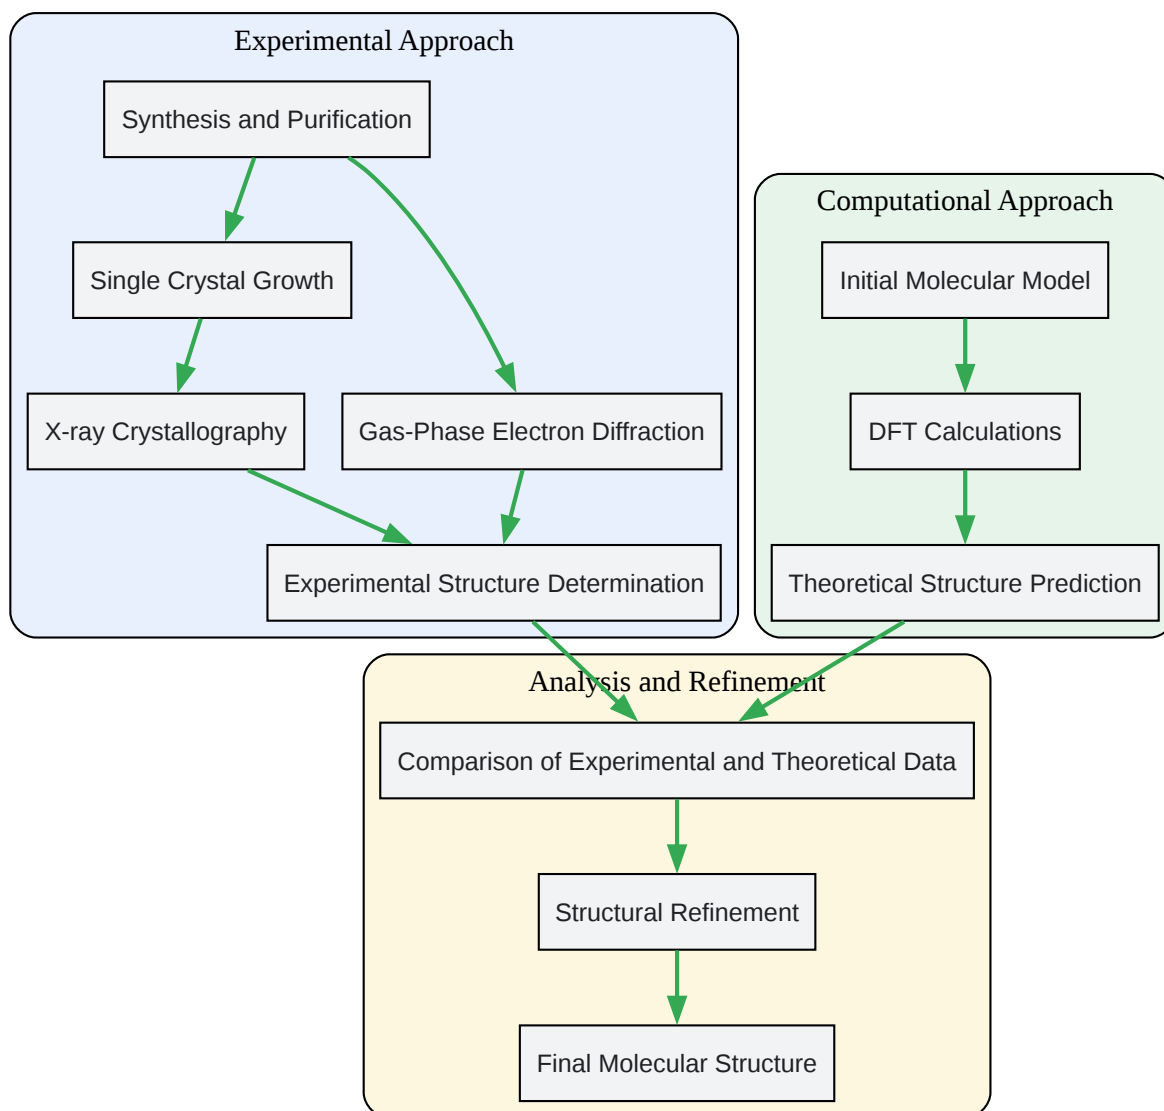 Experimental Approach
Synthesis and Purification
Single Crystal Growth
X-ray Crystallography
Gas-Phase Electron Diffraction
Experimental Structure Determination
Computational Approach
Initial Molecular Model
DFT Calculations
Theoretical Structure Prediction
Analysis and Refinement
Comparison of Experimental and Theoretical Data
Structural Refinement
Final Molecular Structure